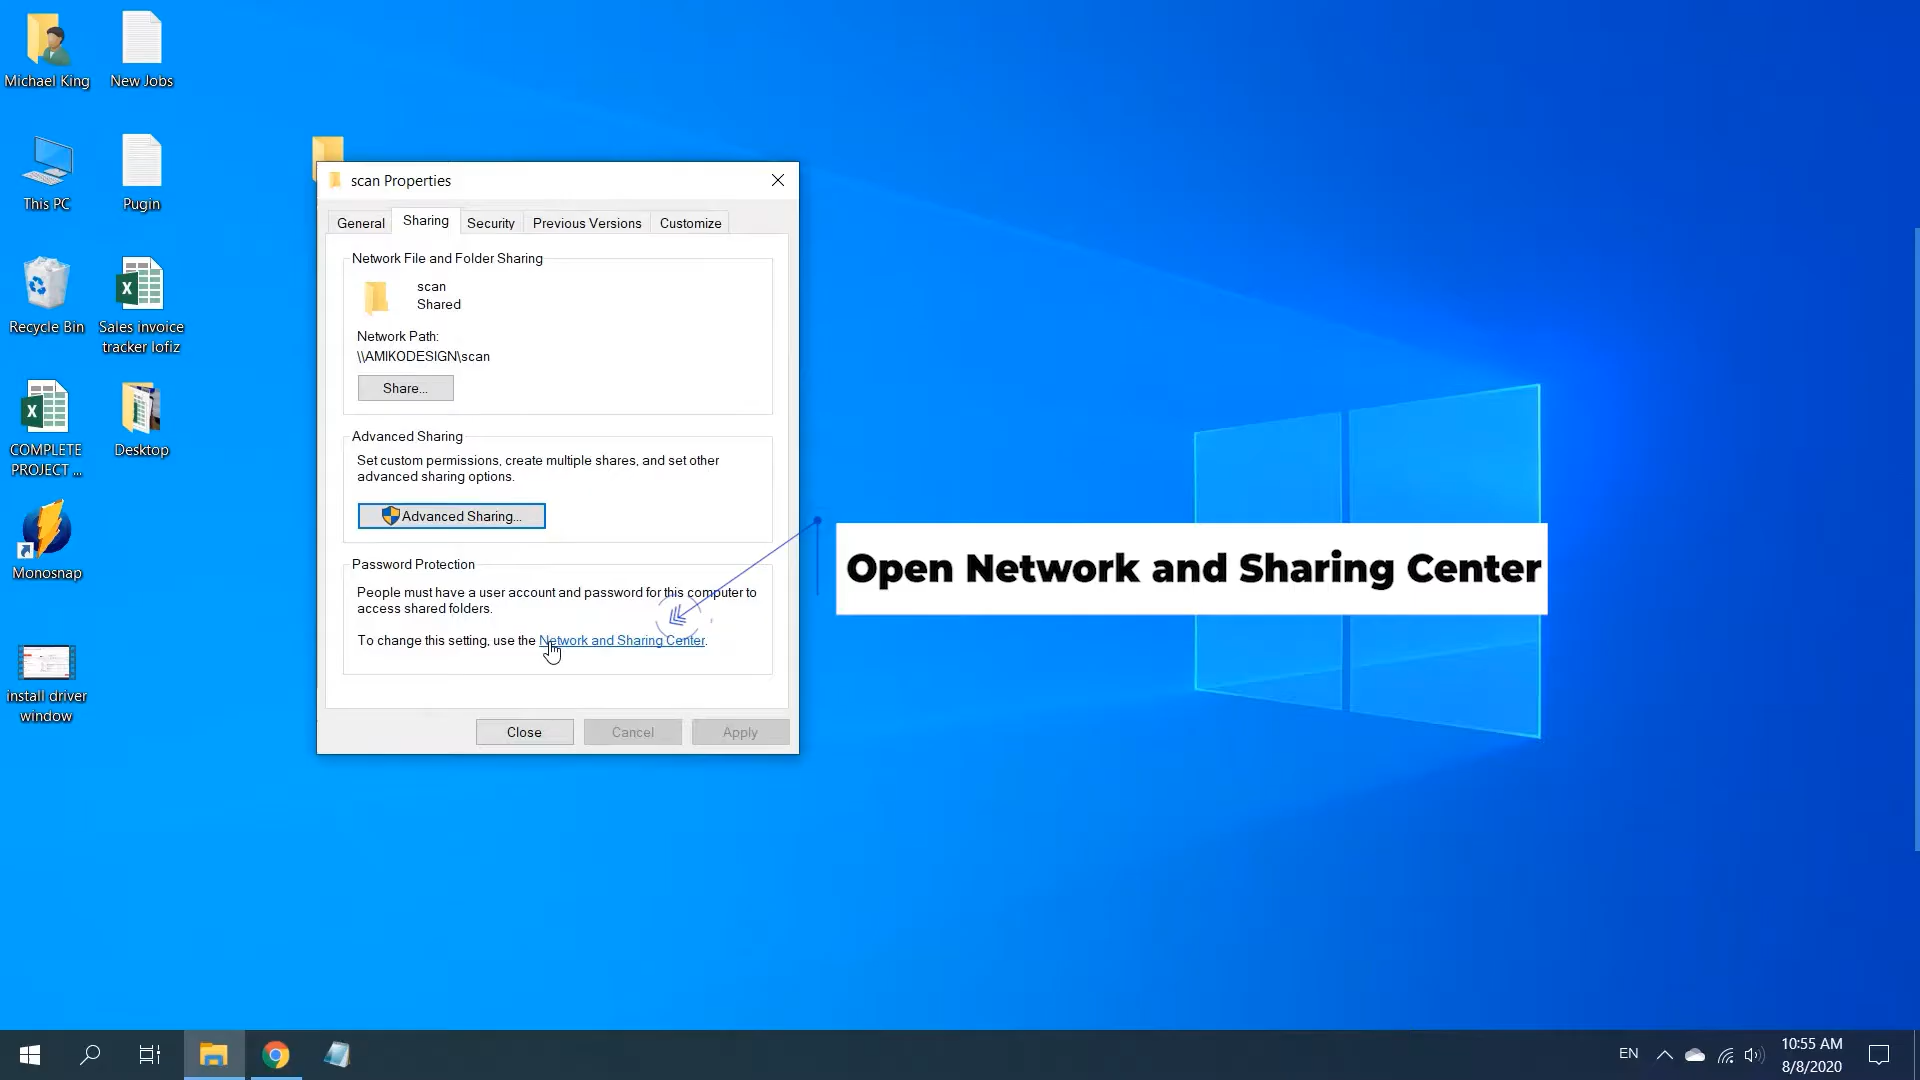 Michael King
New Jobs
This PC
Pugin
Recycle Bin
Sales invoice
tracker lofiz
COMPLETE
PROJECT ...
Desktop
Monosnap
install driver
window
scan Properties
General
Sharing
Security
Previous Versions
Customize
Network File and Folder Sharing
scan
Shared
Network Path:
\\AMIKODESIGN\scan
Share...
Advanced Sharing
Set custom permissions, create multiple shares, and set other
advanced sharing options.
Advanced Sharing...
Password Protection
People must have a user account and password for this computer to
access shared folders.
To change this setting, use the Network and Sharing Center.
Close
Cancel
Apply
Open Network and Sharing Center
EN
10:55 AM
8/8/2020